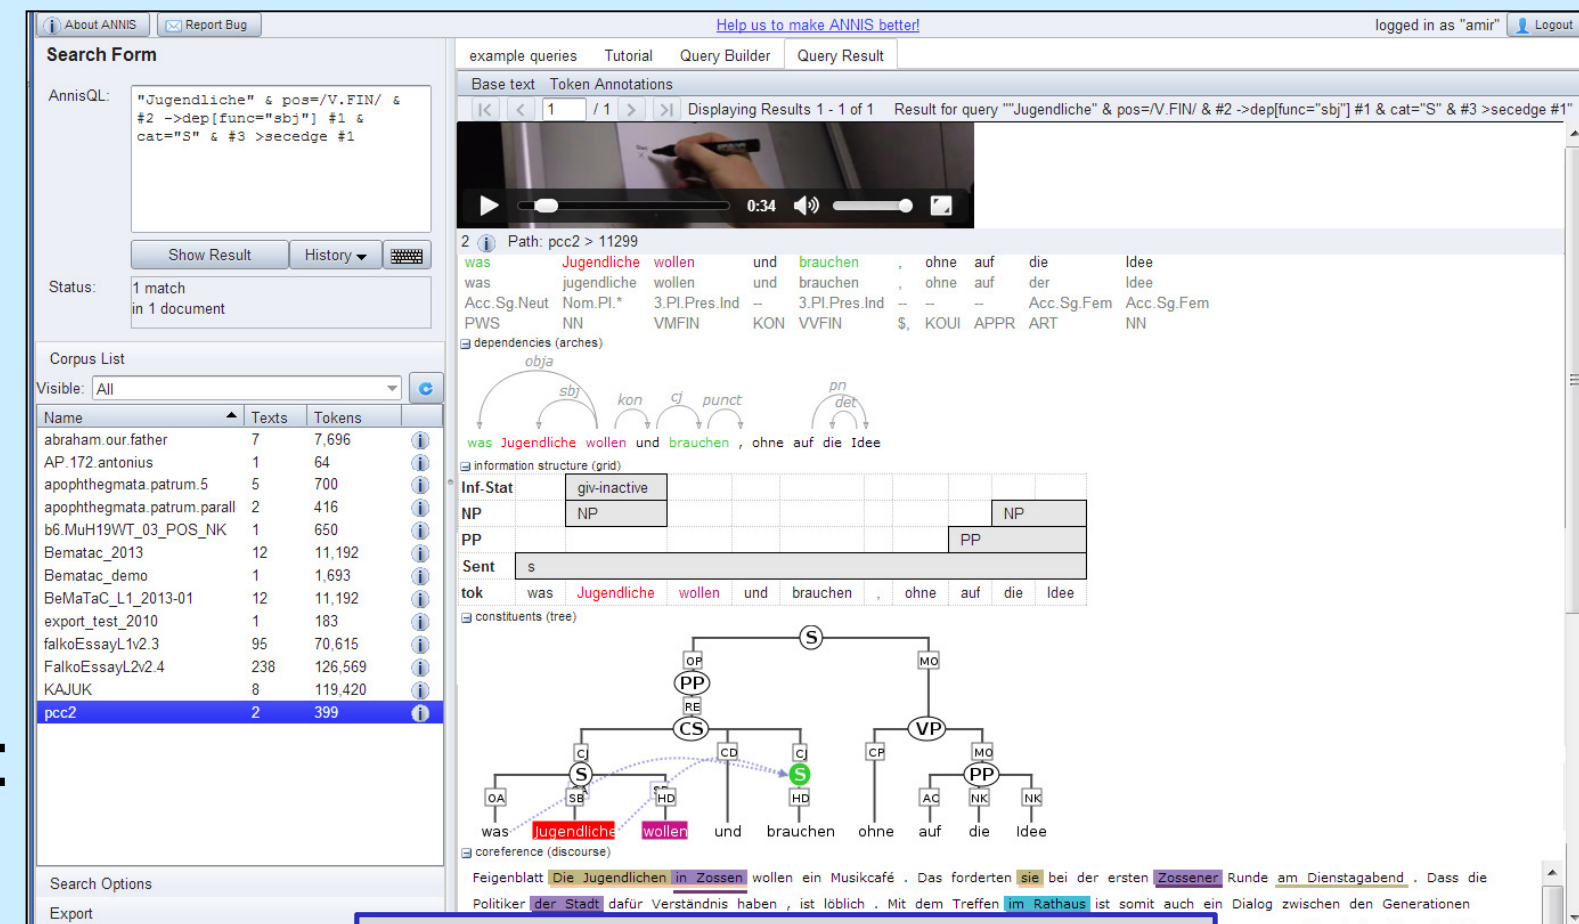 About ANNIS Report Bug Help us to make ANNIS better! logged in as "amir" Logout
Search Form
AnnisQL:
"Jugendliche" & pos=/V.FIN/ &
#2 ->dep[func="sbj"] #1 &
cat="S" & #3 >secedge #1
Show Result History
Status:
1 match
in 1 document
Corpus List
Visible: All
Name Texts Tokens
abraham.our.father 7 7,696
AP.172.antonius 1 64
apophthegmata.patrum.5 5 700
apophthegmata.patrum.parall 2 416
b6.MuH19WT_03_POS_NK 1 650
Bematac_2013 12 11,192
Bematac_demo 1 1,693
BeMaTaC_L1_2013-01 12 11,192
export_test_2010 1 183
falkoEssayL1v2.3 95 70,615
FalkoEssayL2v2.4 238 126,569
KAJUK 8 119,420
pcc2 2 399
Search Options
Export
example queries Tutorial Query Builder Query Result
Base text Token Annotations
1 / 1 Displaying Results 1 - 1 of 1 Result for query ""Jugendliche" & pos=/V.FIN/ & #2 ->dep[func="sbj"] #1 & cat="S" & #3 >secedge #1"
0:34
2 Path: pcc2 > 11299
was Jugendliche wollen und brauchen , ohne auf die Idee
was jugendliche wollen und brauchen , ohne auf der Idee
Acc.Sg.Neut Nom.Pl.* 3.Pl.Pres.Ind -- 3.Pl.Pres.Ind -- -- -- Acc.Sg.Fem Acc.Sg.Fem
PWS NN VMFIN KON VVFIN $, KOUI APPR ART NN
dependencies (arches)
obja
sbj kon cj punct pn
det
was Jugendliche wollen und brauchen , ohne auf die Idee
information structure (grid)
Inf-Stat giv-inactive
NP NP NP
PP PP
Sent s
tok was Jugendliche wollen und brauchen , ohne auf die Idee
constituents (tree)
S
OP MO
PP
RE
CS VP
CJ CD CJ CP MO
S S PP
OA SB HD HD AC NK NK
was Jugendliche wollen und brauchen ohne auf die Idee
coreference (discourse)
Feigenblatt Die Jugendlichen in Zossen wollen ein Musikcafé . Das forderten sie bei der ersten Zossener Runde am Dienstagabend . Dass die
Politiker der Stadt dafür Verständnis haben , ist löblich . Mit dem Treffen im Rathaus ist somit auch ein Dialog zwischen den Generationen